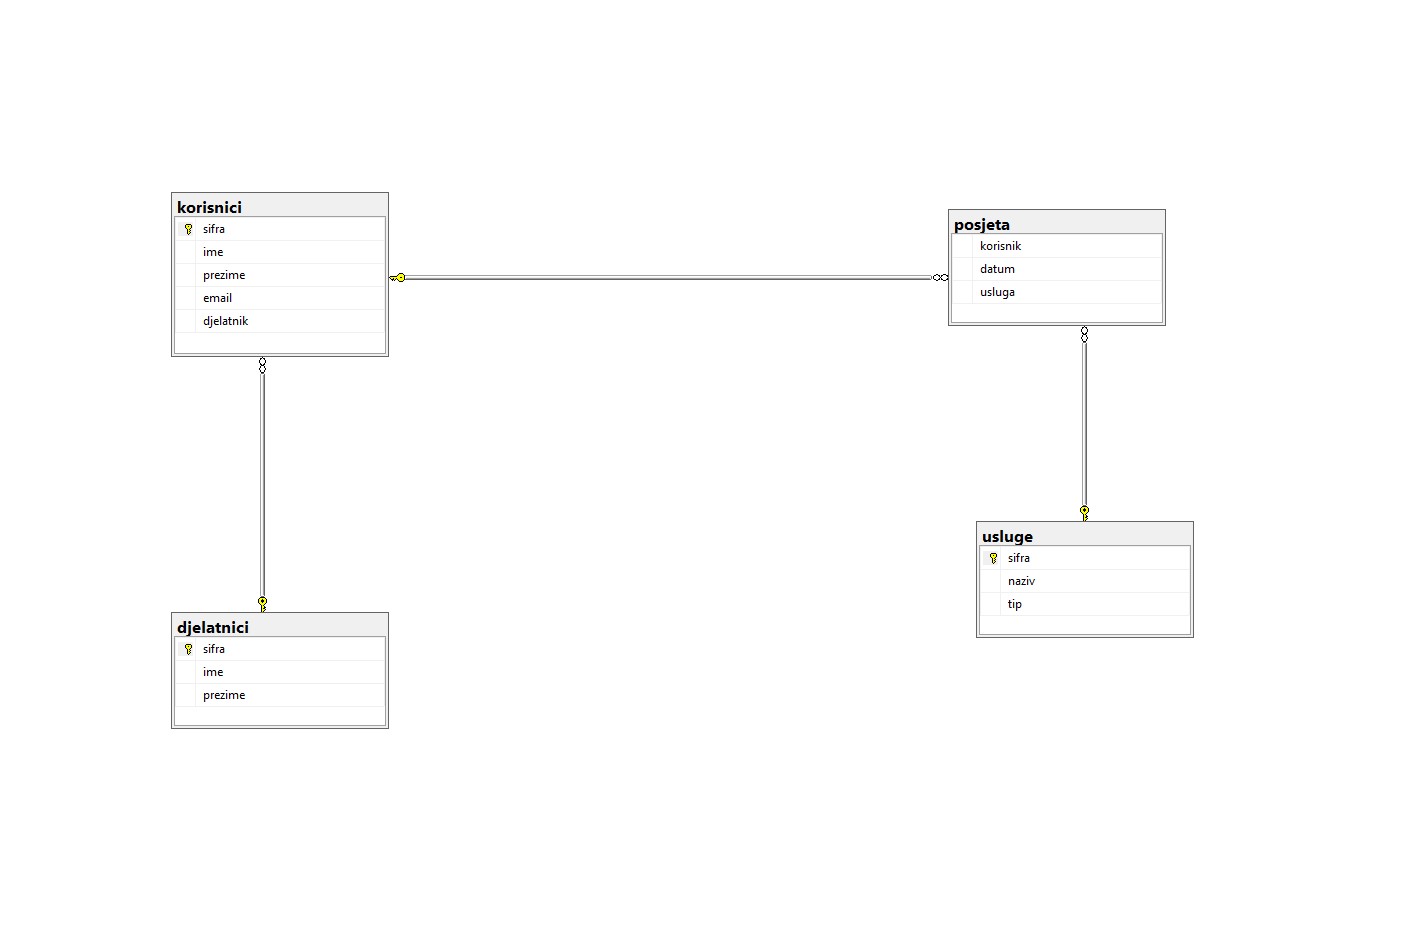 korisnici
sifra
ime
prezime
email
djelatnik
posjeta
korisnik
datum
usluga
djelatnici
sifra
ime
prezime
usluge
sifra
naziv
tip